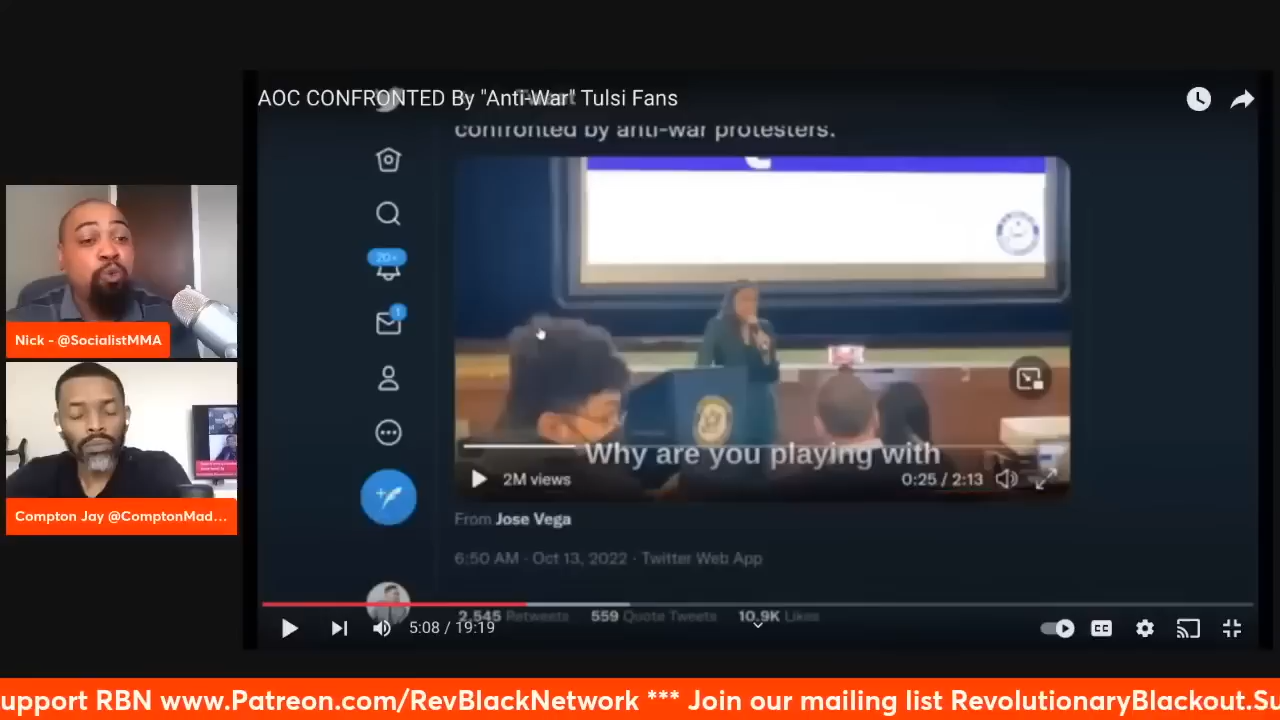 AOC CONFRONTED By "Anti-War" Tulsi Fans
confronted by anti-war protesters.
20+
1
Why are you playing with
2M views
0:25 / 2:13
From Jose Vega
6:50 AM · Oct 13, 2022 · Twitter Web App
2,545 Retweets 559 Quote Tweets 10.9K Likes
5:08 / 19:19
CC
Nick - @SocialistMMA
Compton Jay @ComptonMad...
upport RBN www.Patreon.com/RevBlackNetwork *** Join our mailing list RevolutionaryBlackout.Su